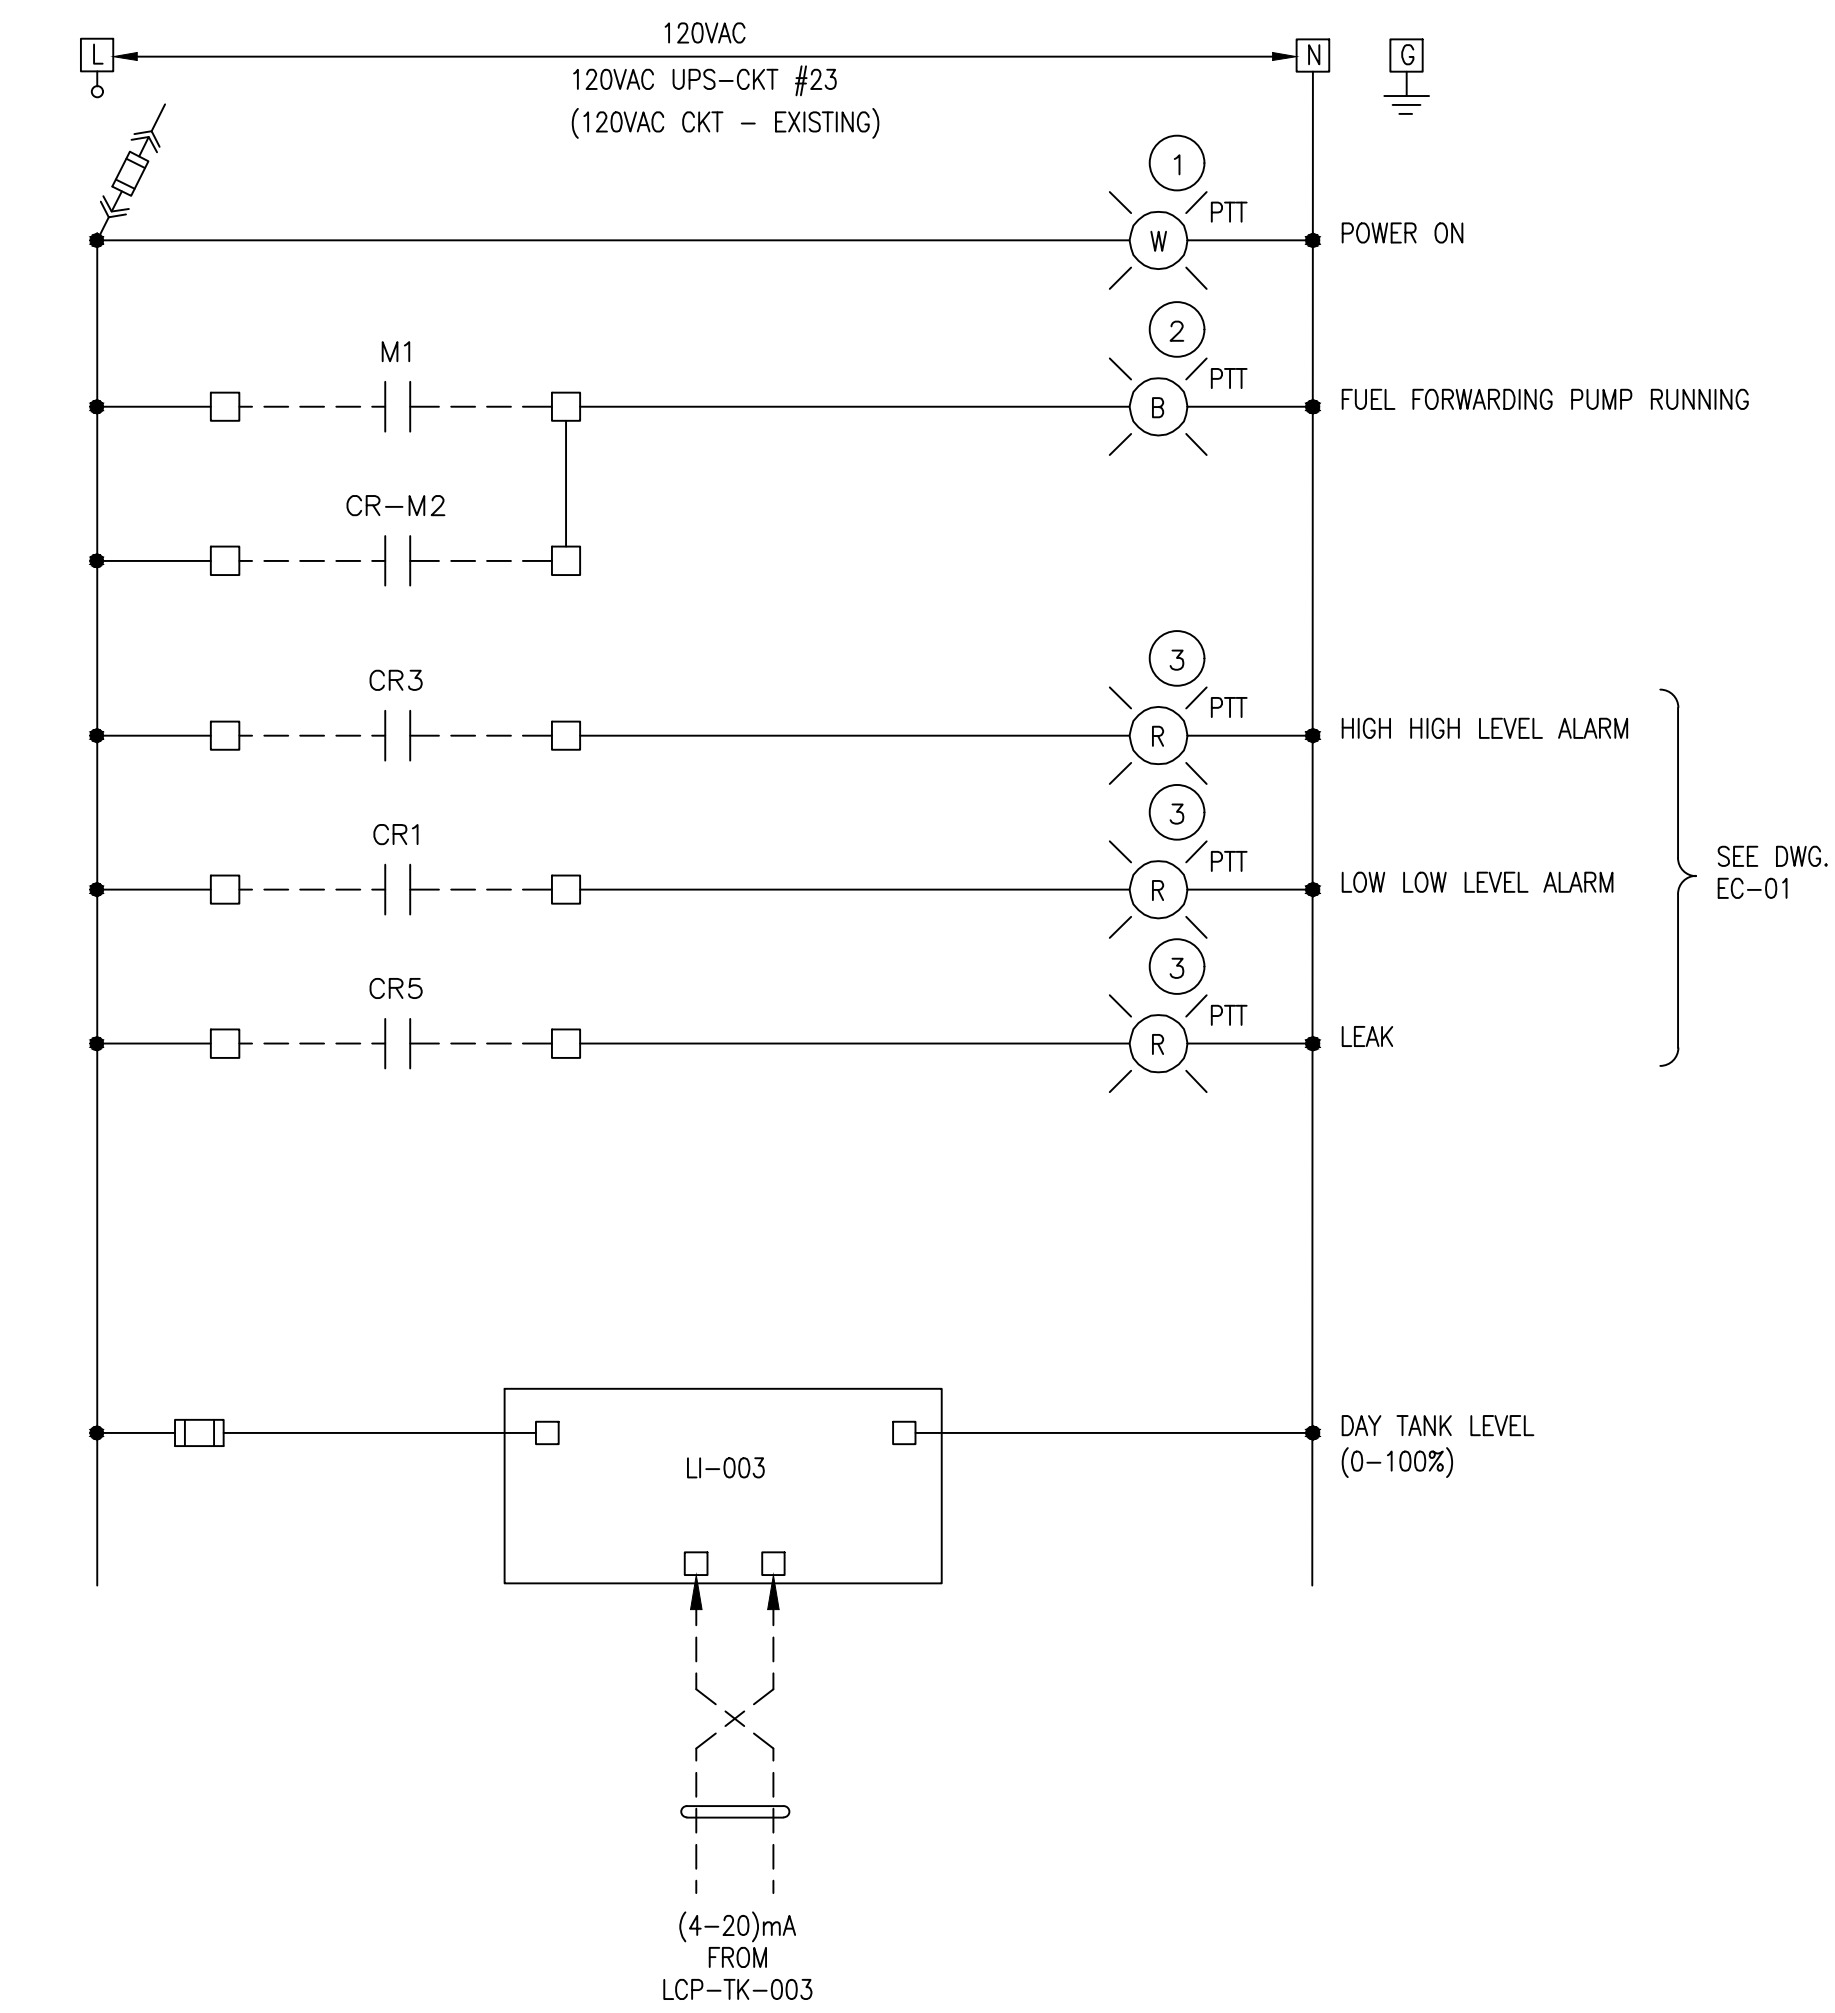 L
120VAC
N
G
120VAC UPS-CKT #23
(120VAC CKT - EXISTING)
1
PTT
W
POWER ON
2
M1
PTT
B
FUEL FORWARDING PUMP RUNNING
CR-M2
3
CR3
PTT
R
HIGH HIGH LEVEL ALARM
3
CR1
PTT
R
LOW LOW LEVEL ALARM
SEE DWG.
EC-01
3
CR5
PTT
R
LEAK
DAY TANK LEVEL
(0-100%)
LI-003
(4-20)mA
FROM
LCP-TK-003